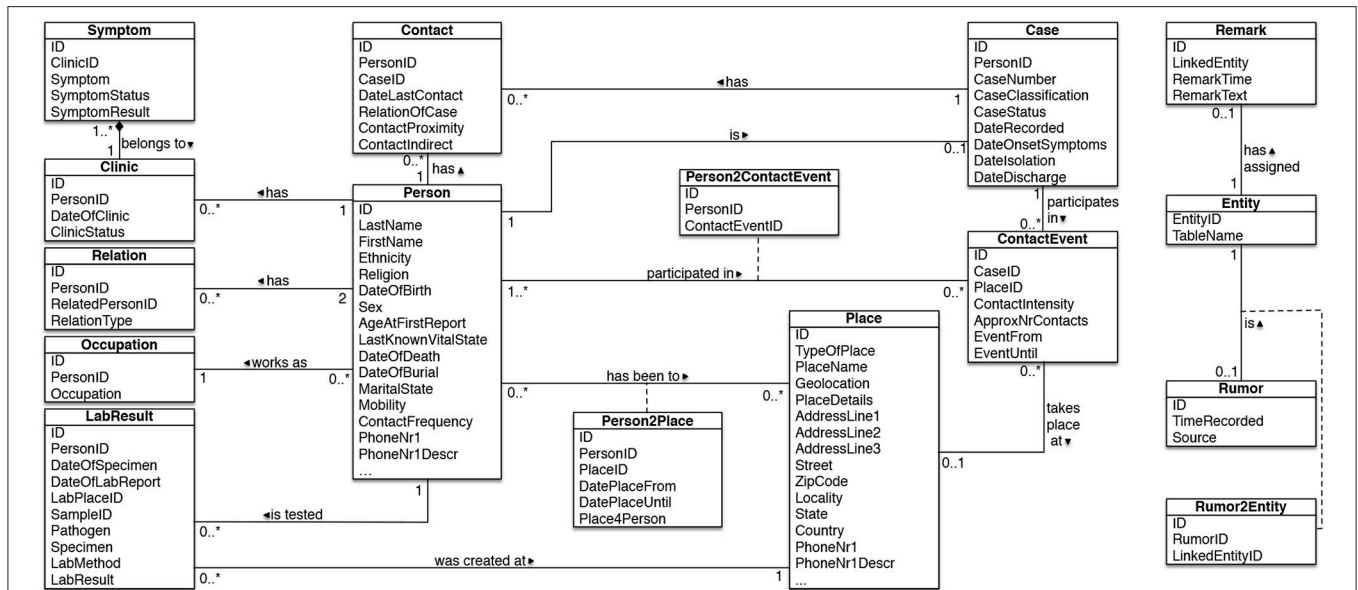 Symptom
ID
ClinicID
Symptom
SymptomStatus
SymptomResult
1..*
1
belongs to▼
Clinic
ID
PersonID
DateOfClinic
ClinicStatus
◄has
0..*
1
Relation
ID
PersonID
RelatedPersonID
RelationType
◄has
0..*
2
Occupation
ID
PersonID
Occupation
◄works as
1
0..*
LabResult
ID
PersonID
DateOfSpecimen
DateOfLabReport
LabPlaceID
SampleID
Pathogen
Specimen
LabMethod
LabResult
◄is tested
0..*
1
was created at►
0..*
1
Contact
ID
PersonID
CaseID
DateLastContact
RelationOfCase
ContactProximity
ContactIndirect
0..*
1
has▲
◄has
0..*
1
is►
1
0..1
Person
ID
LastName
FirstName
Ethnicity
Religion
DateOfBirth
Sex
AgeAtFirstReport
LastKnownVitalState
DateOfDeath
DateOfBurial
MaritalState
Mobility
ContactFrequency
PhoneNr1
PhoneNr1Descr
...
Person2ContactEvent
ID
PersonID
ContactEventID
participated in►
1..*
0..*
has been to►
0..*
0..*
Person2Place
ID
PersonID
PlaceID
DatePlaceFrom
DatePlaceUntil
Place4Person
Place
ID
TypeOfPlace
PlaceName
Geolocation
PlaceDetails
AddressLine1
AddressLine2
AddressLine3
Street
ZipCode
Locality
State
Country
PhoneNr1
PhoneNr1Descr
...
Case
ID
PersonID
CaseNumber
CaseClassification
CaseStatus
DateRecorded
DateOnsetSymptoms
DateIsolation
DateDischarge
1
participates
in▼
0..*
ContactEvent
ID
CaseID
PlaceID
ContactIntensity
ApproxNrContacts
EventFrom
EventUntil
0..*
takes
place
at▼
0..1
Remark
ID
LinkedEntity
RemarkTime
RemarkText
0..1
has▲
assigned
1
Entity
EntityID
TableName
1
is▲
0..1
Rumor
ID
TimeRecorded
Source
Rumor2Entity
ID
RumorID
LinkedEntityID